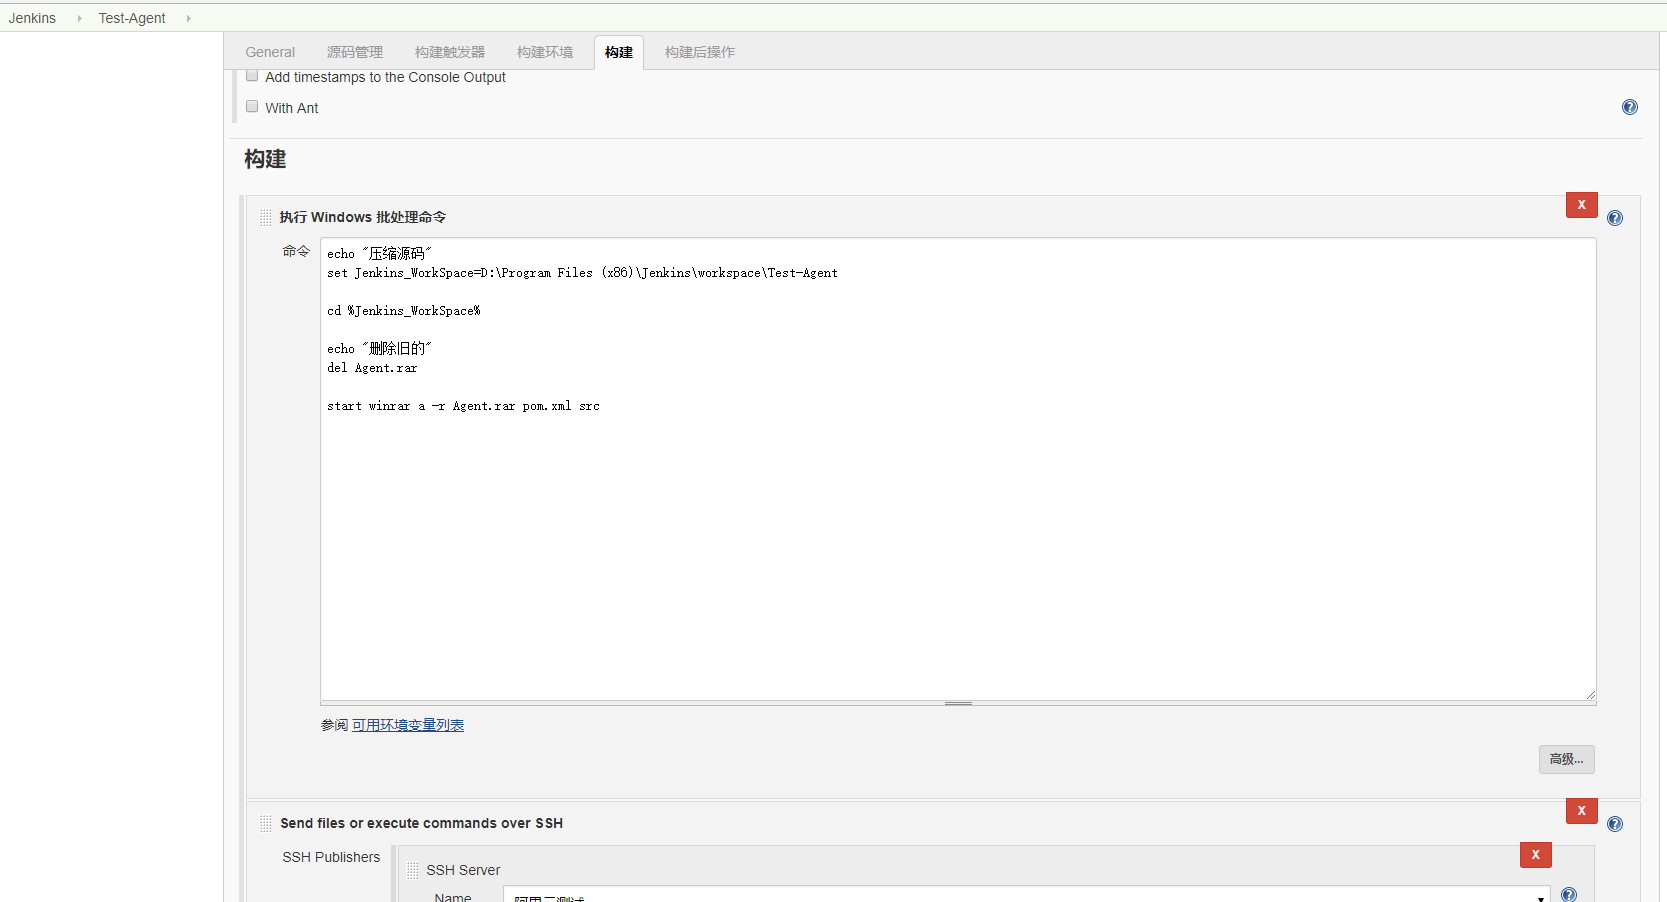 Jenkins Test-Agent
General 源码管理 构建触发器 构建环境 构建 构建后操作
Add timestamps to the Console Output
With Ant
构建
执行 Windows 批处理命令
X
命令
echo "压缩源码"
set Jenkins_WorkSpace=D:\Program Files (x86)\Jenkins\workspace\Test-Agent
cd %Jenkins_WorkSpace%
echo "删除旧的"
del Agent.rar
start winrar a -r Agent.rar pom.xml src
参阅 可用环境变量列表
高级...
Send files or execute commands over SSH
X
SSH Publishers
SSH Server
X
Name